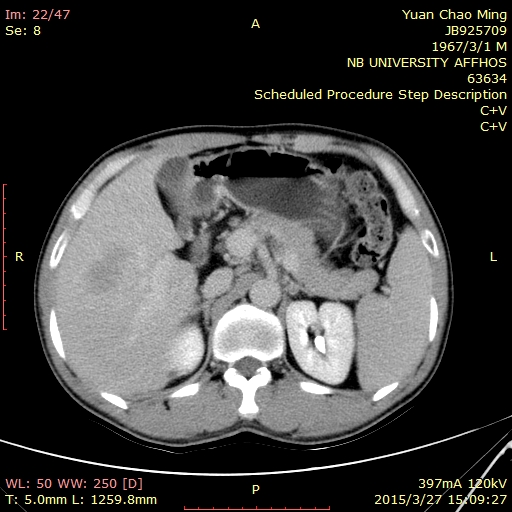 Im: 22/47
Se: 8
A
Yuan Chao Ming
JB925709
1967/3/1 M
NB UNIVERSITY AFFHOS
63634
Scheduled Procedure Step Description
C+V
C+V
R
L
WL: 50 WW: 250 [D]
T: 5.0mm L: 1259.8mm
P
397mA 120kV
2015/3/27 15:09:27